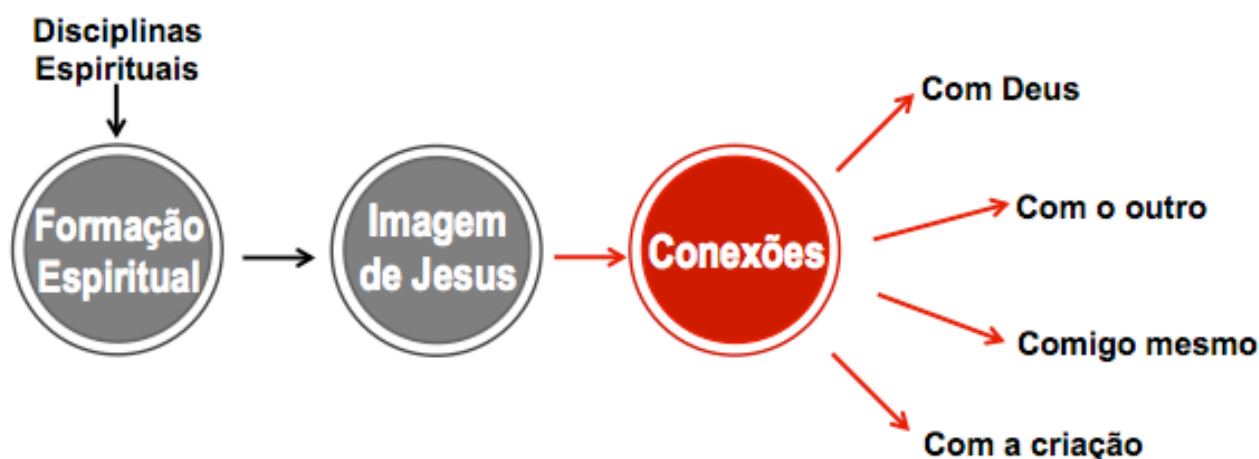 Disciplinas
Espirituais
Formação
Espiritual
Imagem
de Jesus
Conexões
Com Deus
Com o outro
Comigo mesmo
Com a criação